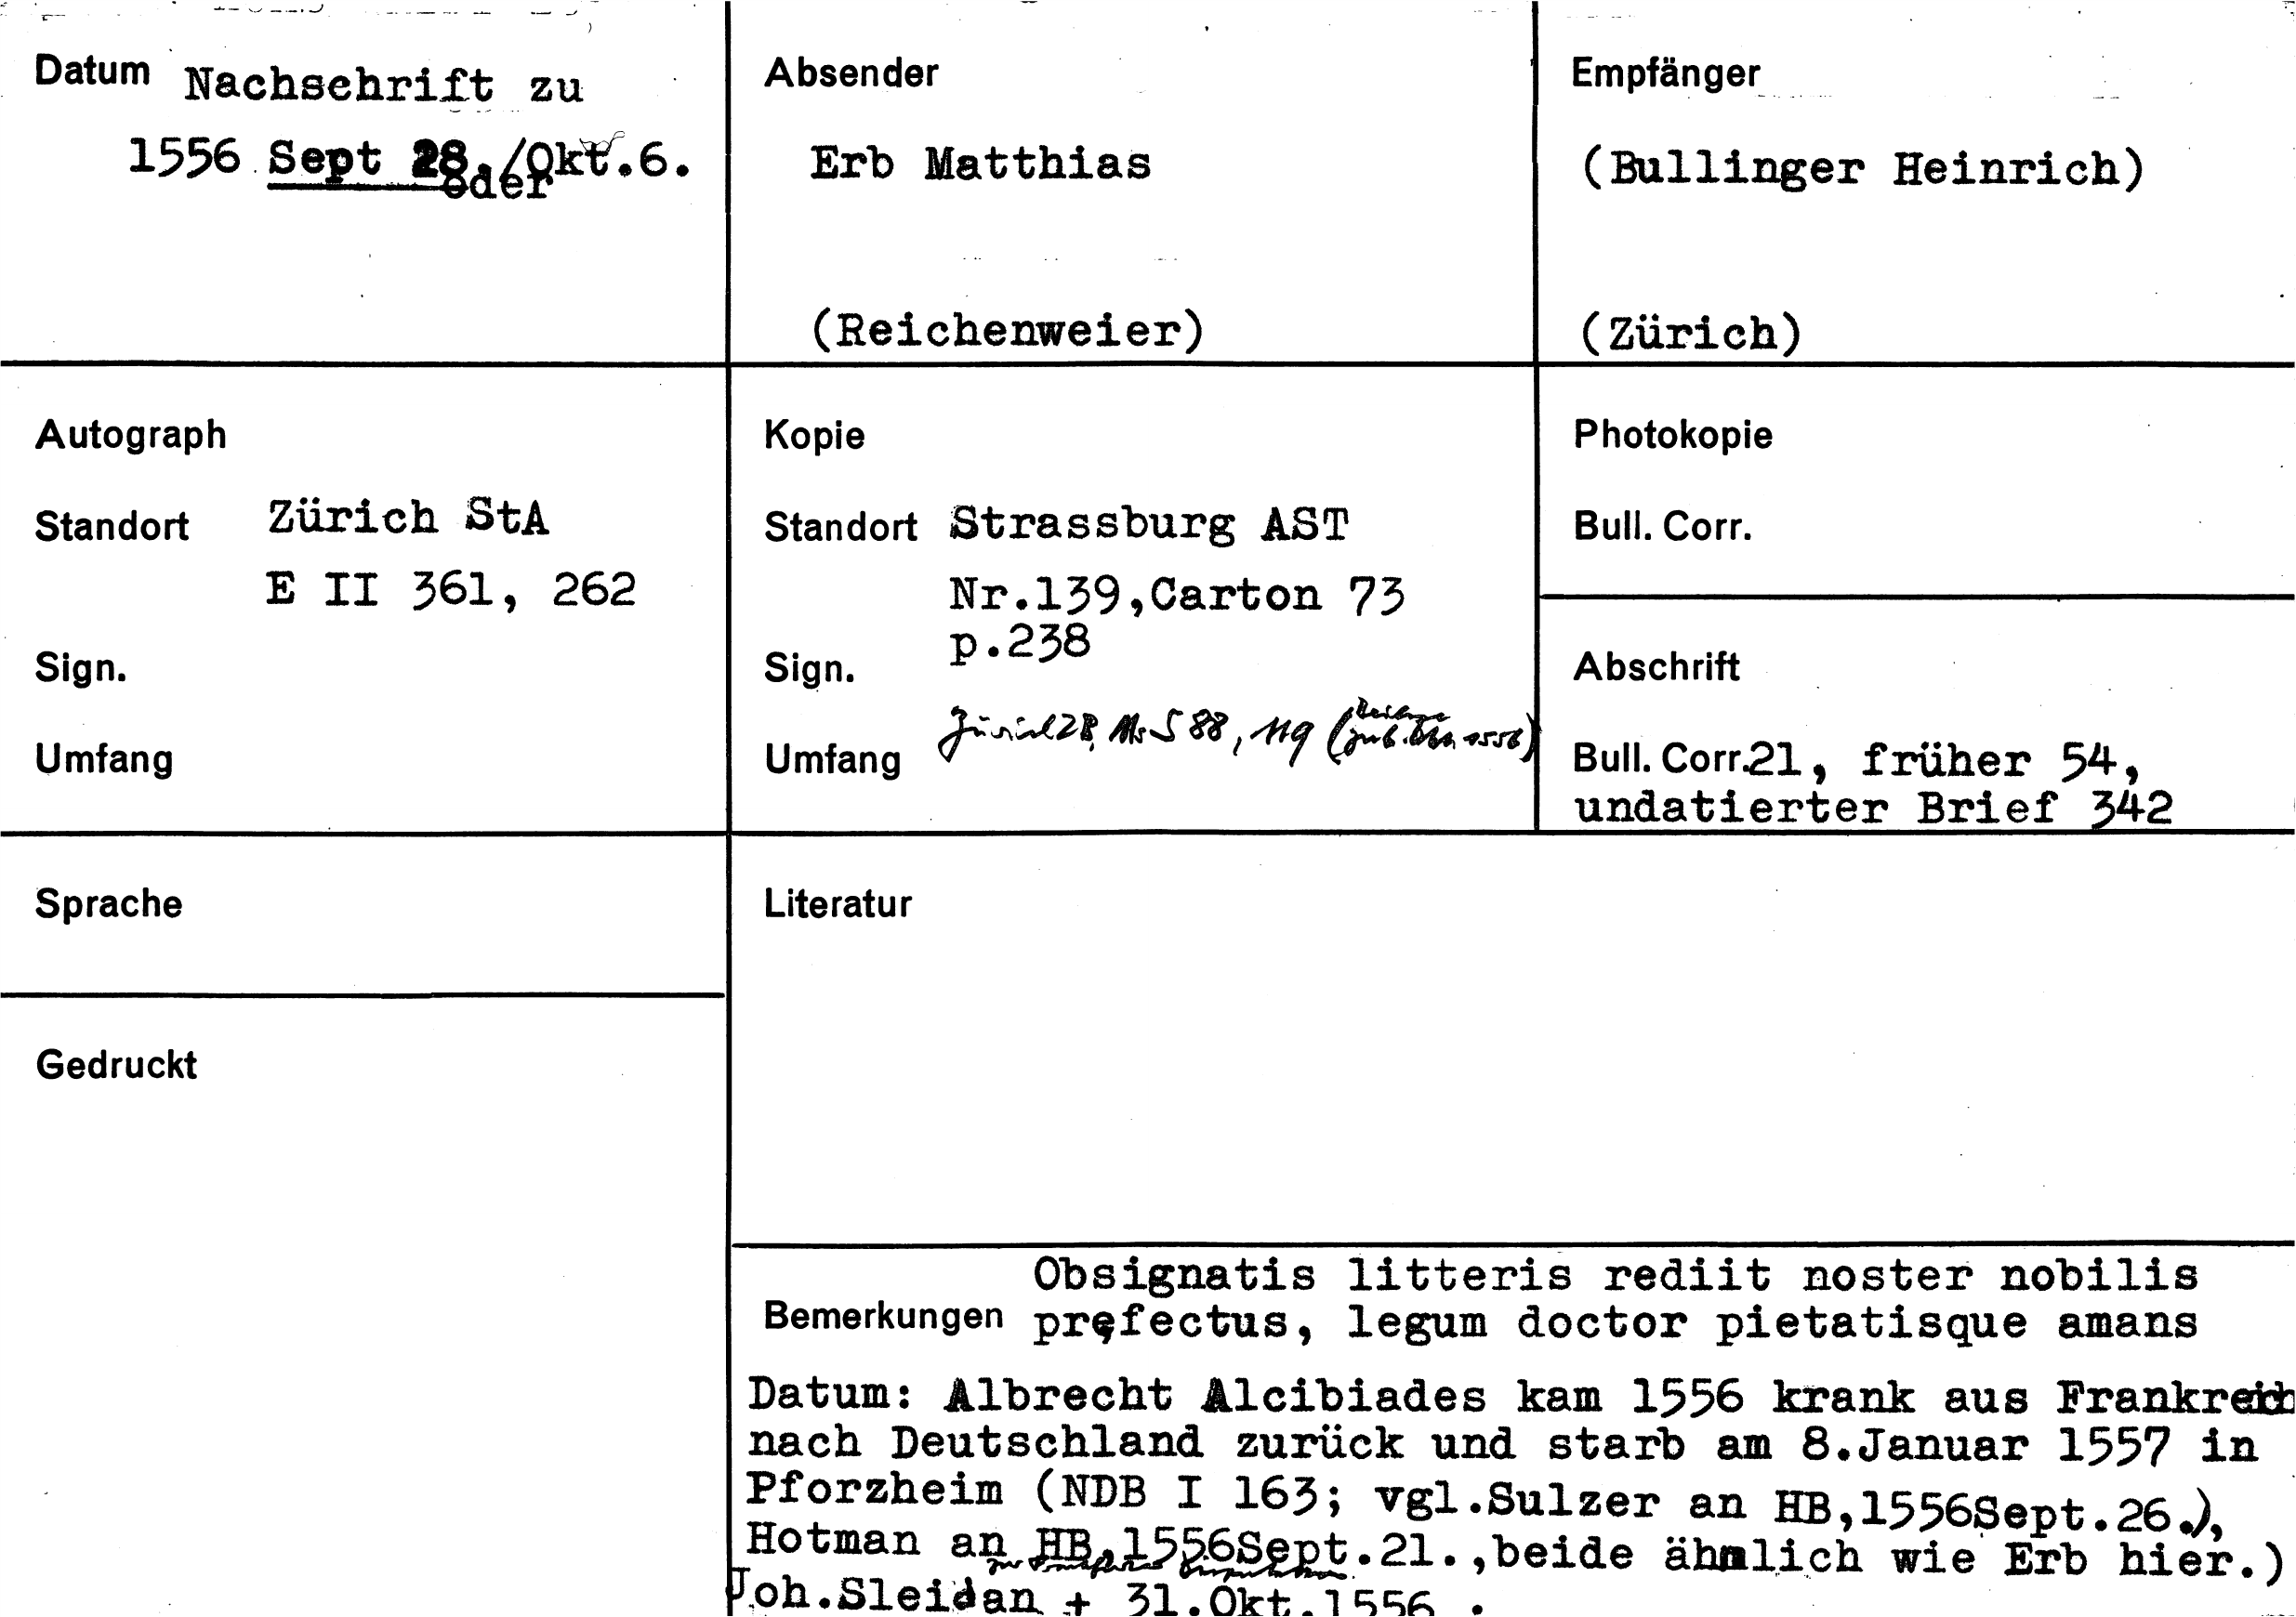 Datum Nachschrift zu
1556 Sept 28./Okt.6.
oder
Absender
Erb Matthias
(Reichenweier)
Empfänger
(Bullinger Heinrich)
(Zürich)
Autograph
Standort Zürich StA
E II 361, 262
Sign.
Umfang
Kopie
Standort Strassburg AST
Nr.139,Carton 73
p.238
Sign.
Zürich ZB, Ms S 88, 119 (
1556)
Umfang
Photokopie
Bull. Corr.
Abschrift
Bull. Corr.21, früher 54,
undatierter Brief 342
Sprache
Gedruckt
Literatur
Obsignatis litteris rediit noster nobilis
Bemerkungen pręfectus, legum doctor pietatisque amans
Datum: Albrecht Alcibiades kam 1556 krank aus Frankreich
nach Deutschland zurück und starb am 8.Januar 1557 in
Pforzheim (NDB I 163; vgl.Sulzer an HB,1556Sept.26.),
Hotman an HB,1556Sept.21.,beide ähnlich wie Erb hier.)
Joh.Sleidan + 31.Okt.1556 .